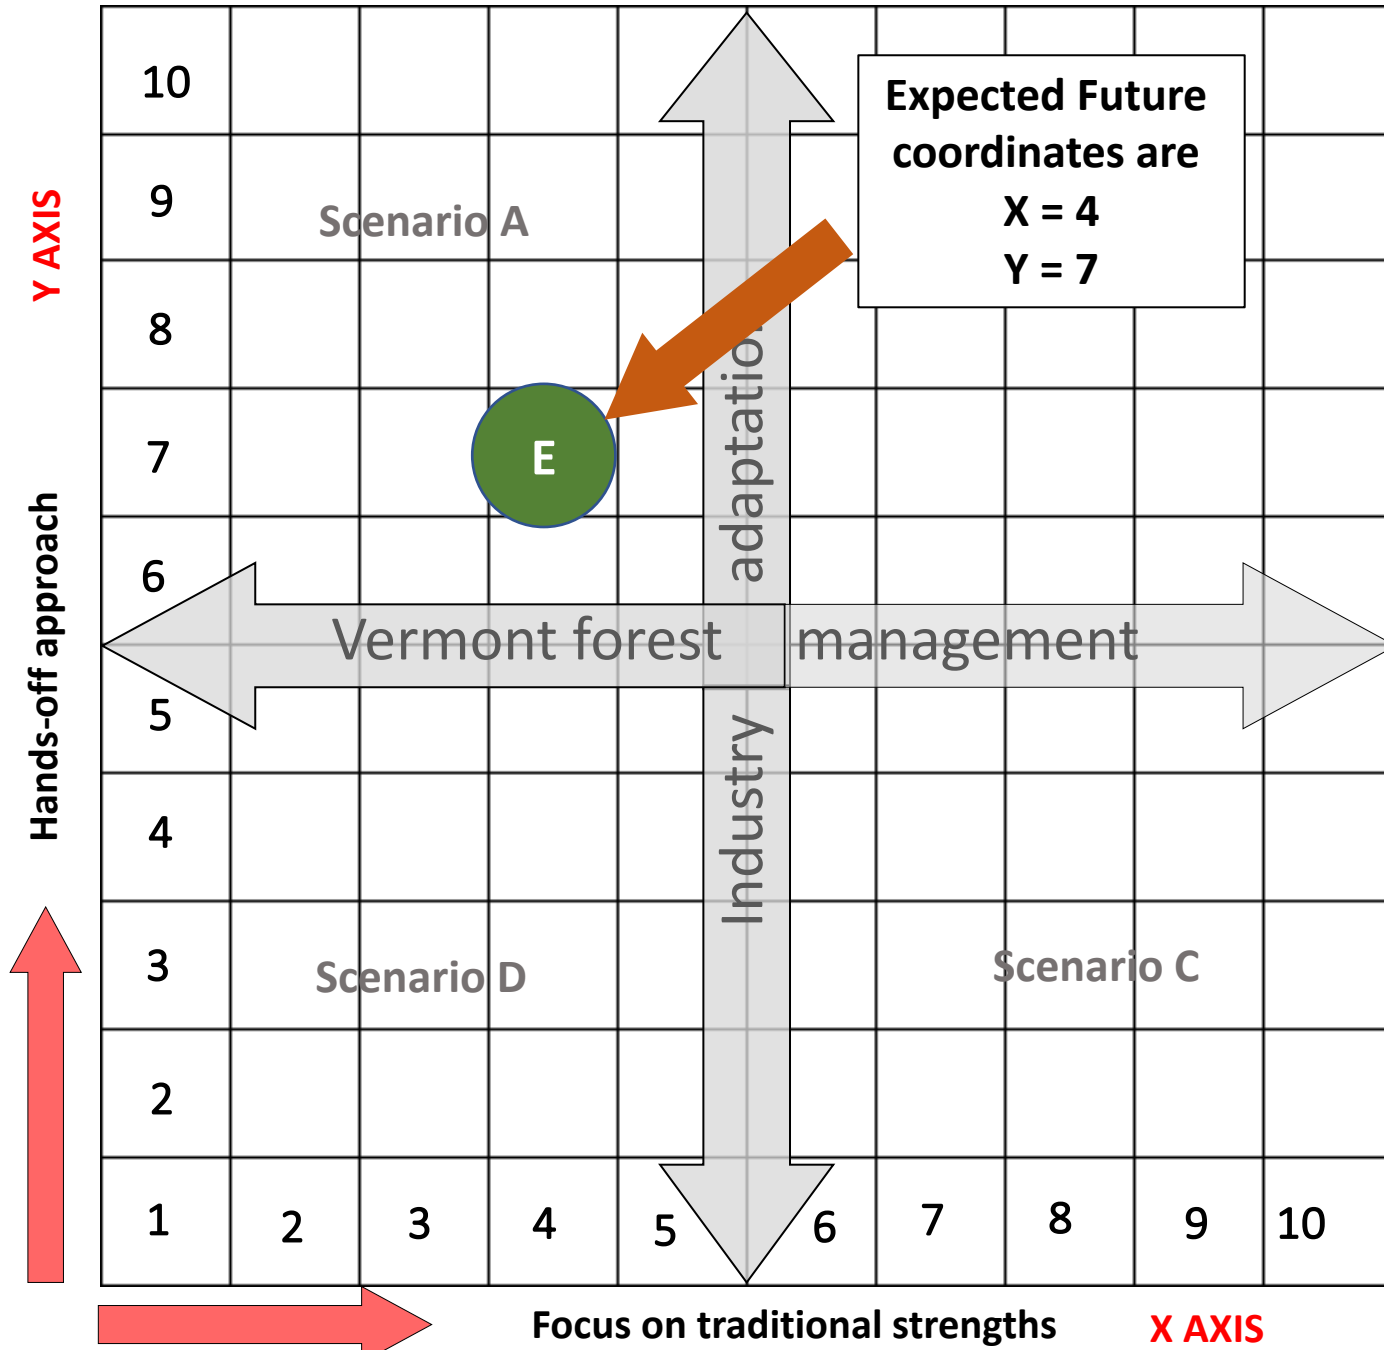 10
Expected Future
coordinates are
X = 4
Y = 7
9
Scenario A
Y AXIS
8
7
E
adaptation
6
Vermont forest management
Hands-off approach
5
Industry
4
3
Scenario D
Scenario C
2
1 2 3 4 5 6 7 8 9 10
Focus on traditional strengths X AXIS